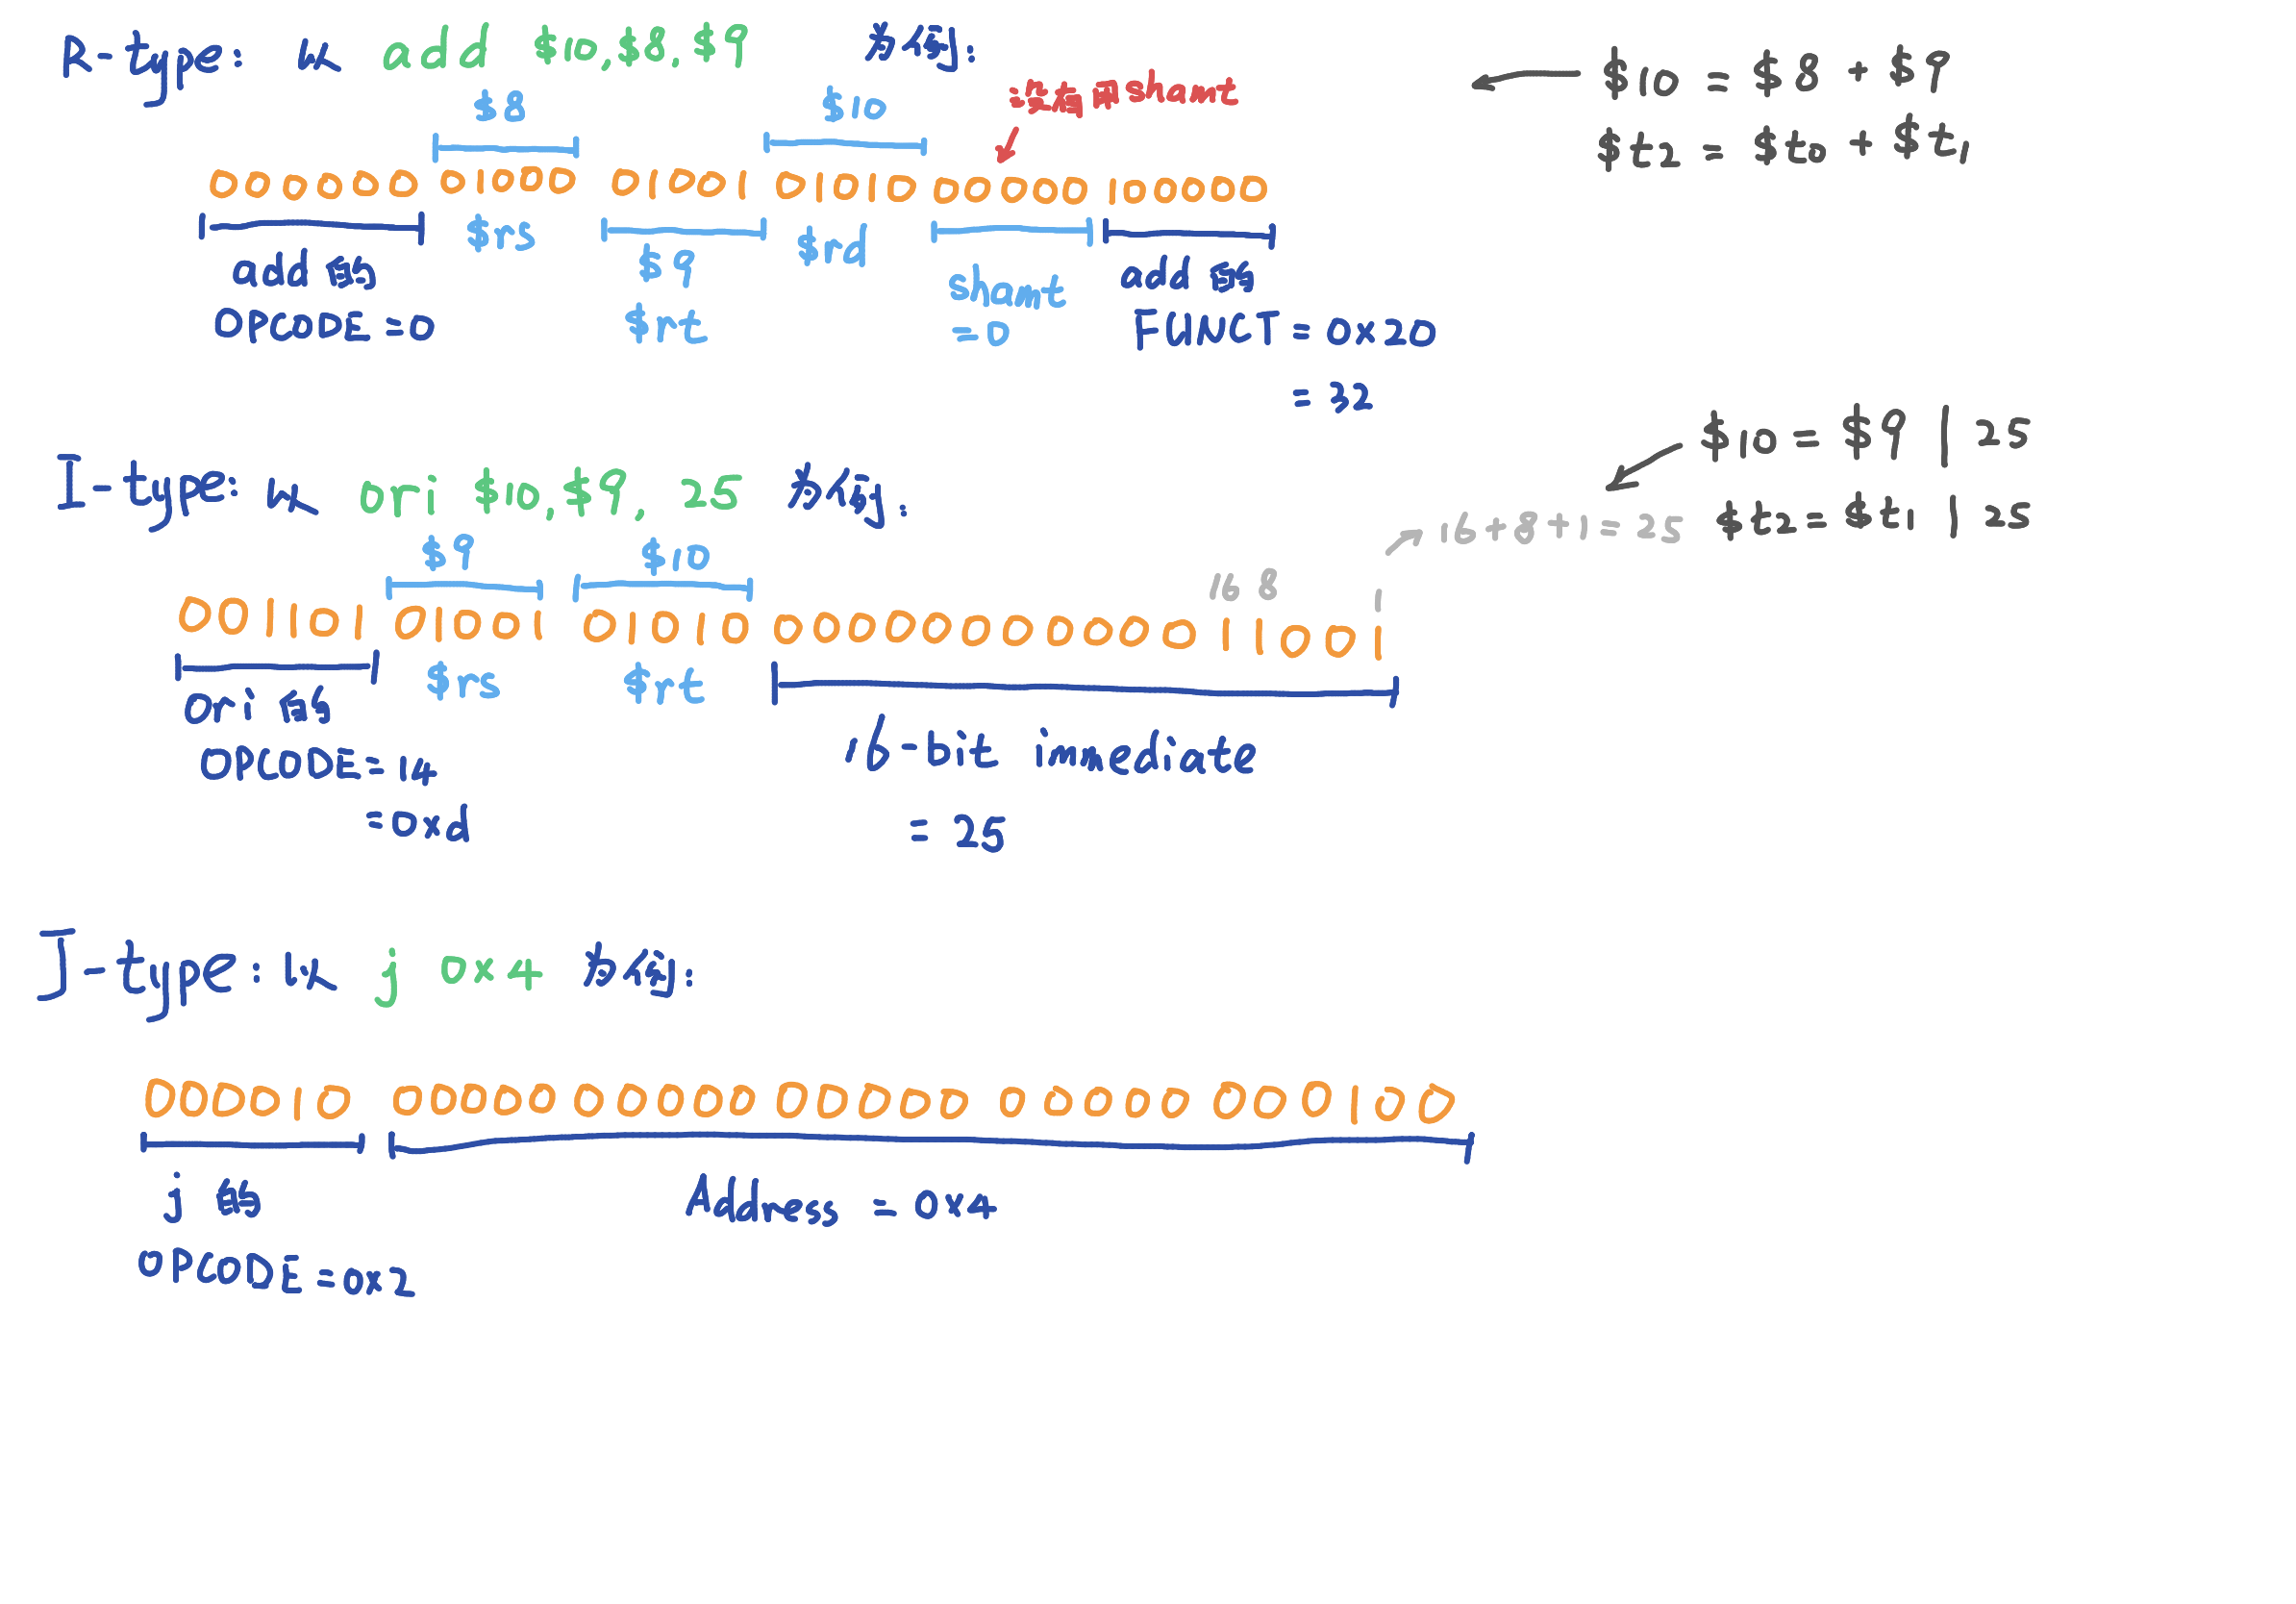 R-type: 以 add $10,$8,$9 為例:
$10 = $8 + $9
$t2 = $t0 + $t1
沒有用shamt
$8
$10
000000 01000 01001 01010 00000 100000
$rs
$rd
add 的
OPCODE=0
$9
$rt
shamt
=0
add 的
FUNCT = 0x20
= 32
I-type: 以 ori $10,$9, 25 為例:
$10 = $9 | 25
$t2 = $t1 | 25
16+8+1=25
$9
$10
16 8 1
001101 01001 01010 0000000000011001
$rs
$rt
ori 的
OPCODE=14
=0xd
16-bit immediate
= 25
J-type: 以 j 0x4 為例:
000010 00000 00000 00000 00000 000100
j 的
OPCODE=0x2
Address = 0x4